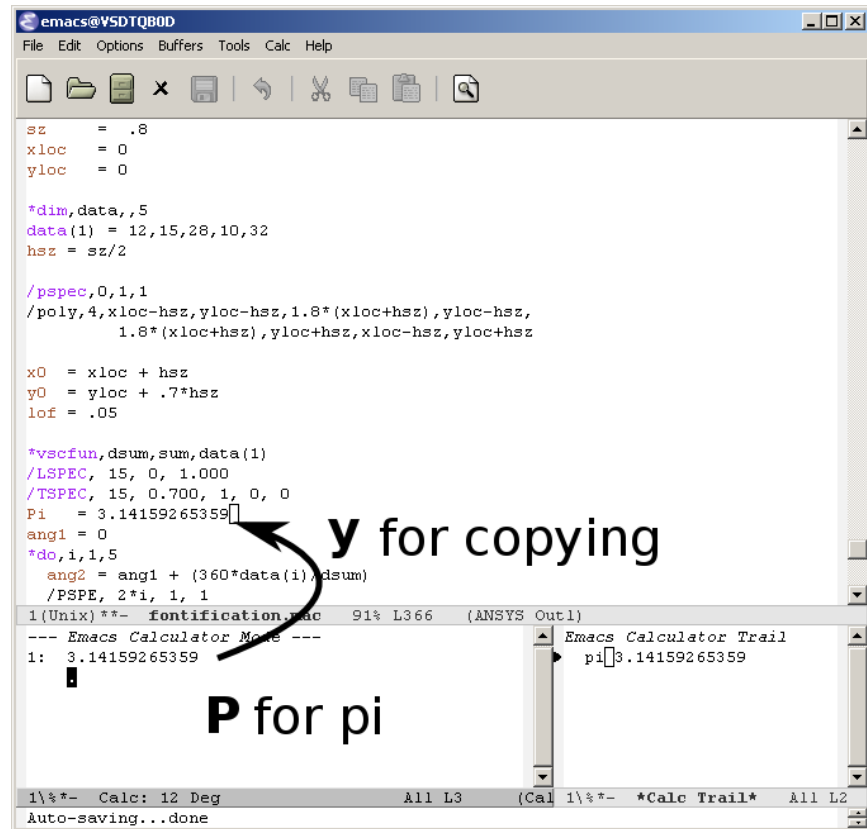 emacs@VSDTQB0D
File Edit Options Buffers Tools Calc Help
sz     =  .8
xloc   = 0
yloc   = 0
*dim,data,,5
data(1) = 12,15,28,10,32
hsz = sz/2
/pspec,0,1,1
/poly,4,xloc-hsz,yloc-hsz,1.8*(xloc+hsz),yloc-hsz,
1.8*(xloc+hsz),yloc+hsz,xloc-hsz,yloc+hsz
x0  = xloc + hsz
y0  = yloc + .7*hsz
lof = .05
*vscfun,dsum,sum,data(1)
/LSPEC, 15, 0, 1.000
/TSPEC, 15, 0.700, 1, 0, 0
Pi   = 3.14159265359
ang1 = 0
y for copying
*do,i,1,5
ang2 = ang1 + (360*data(i)/dsum)
/PSPE, 2*i, 1, 1
1(Unix)**-  fontification.mac   91% L366   (ANSYS Outl)
--- Emacs Calculator Mode ---
1:  3.14159265359
.
P for pi
Emacs Calculator Trail
pi 3.14159265359
1\%*-  Calc: 12 Deg                All L3     (Cal
1\%*-  *Calc Trail*   All L2
Auto-saving...done